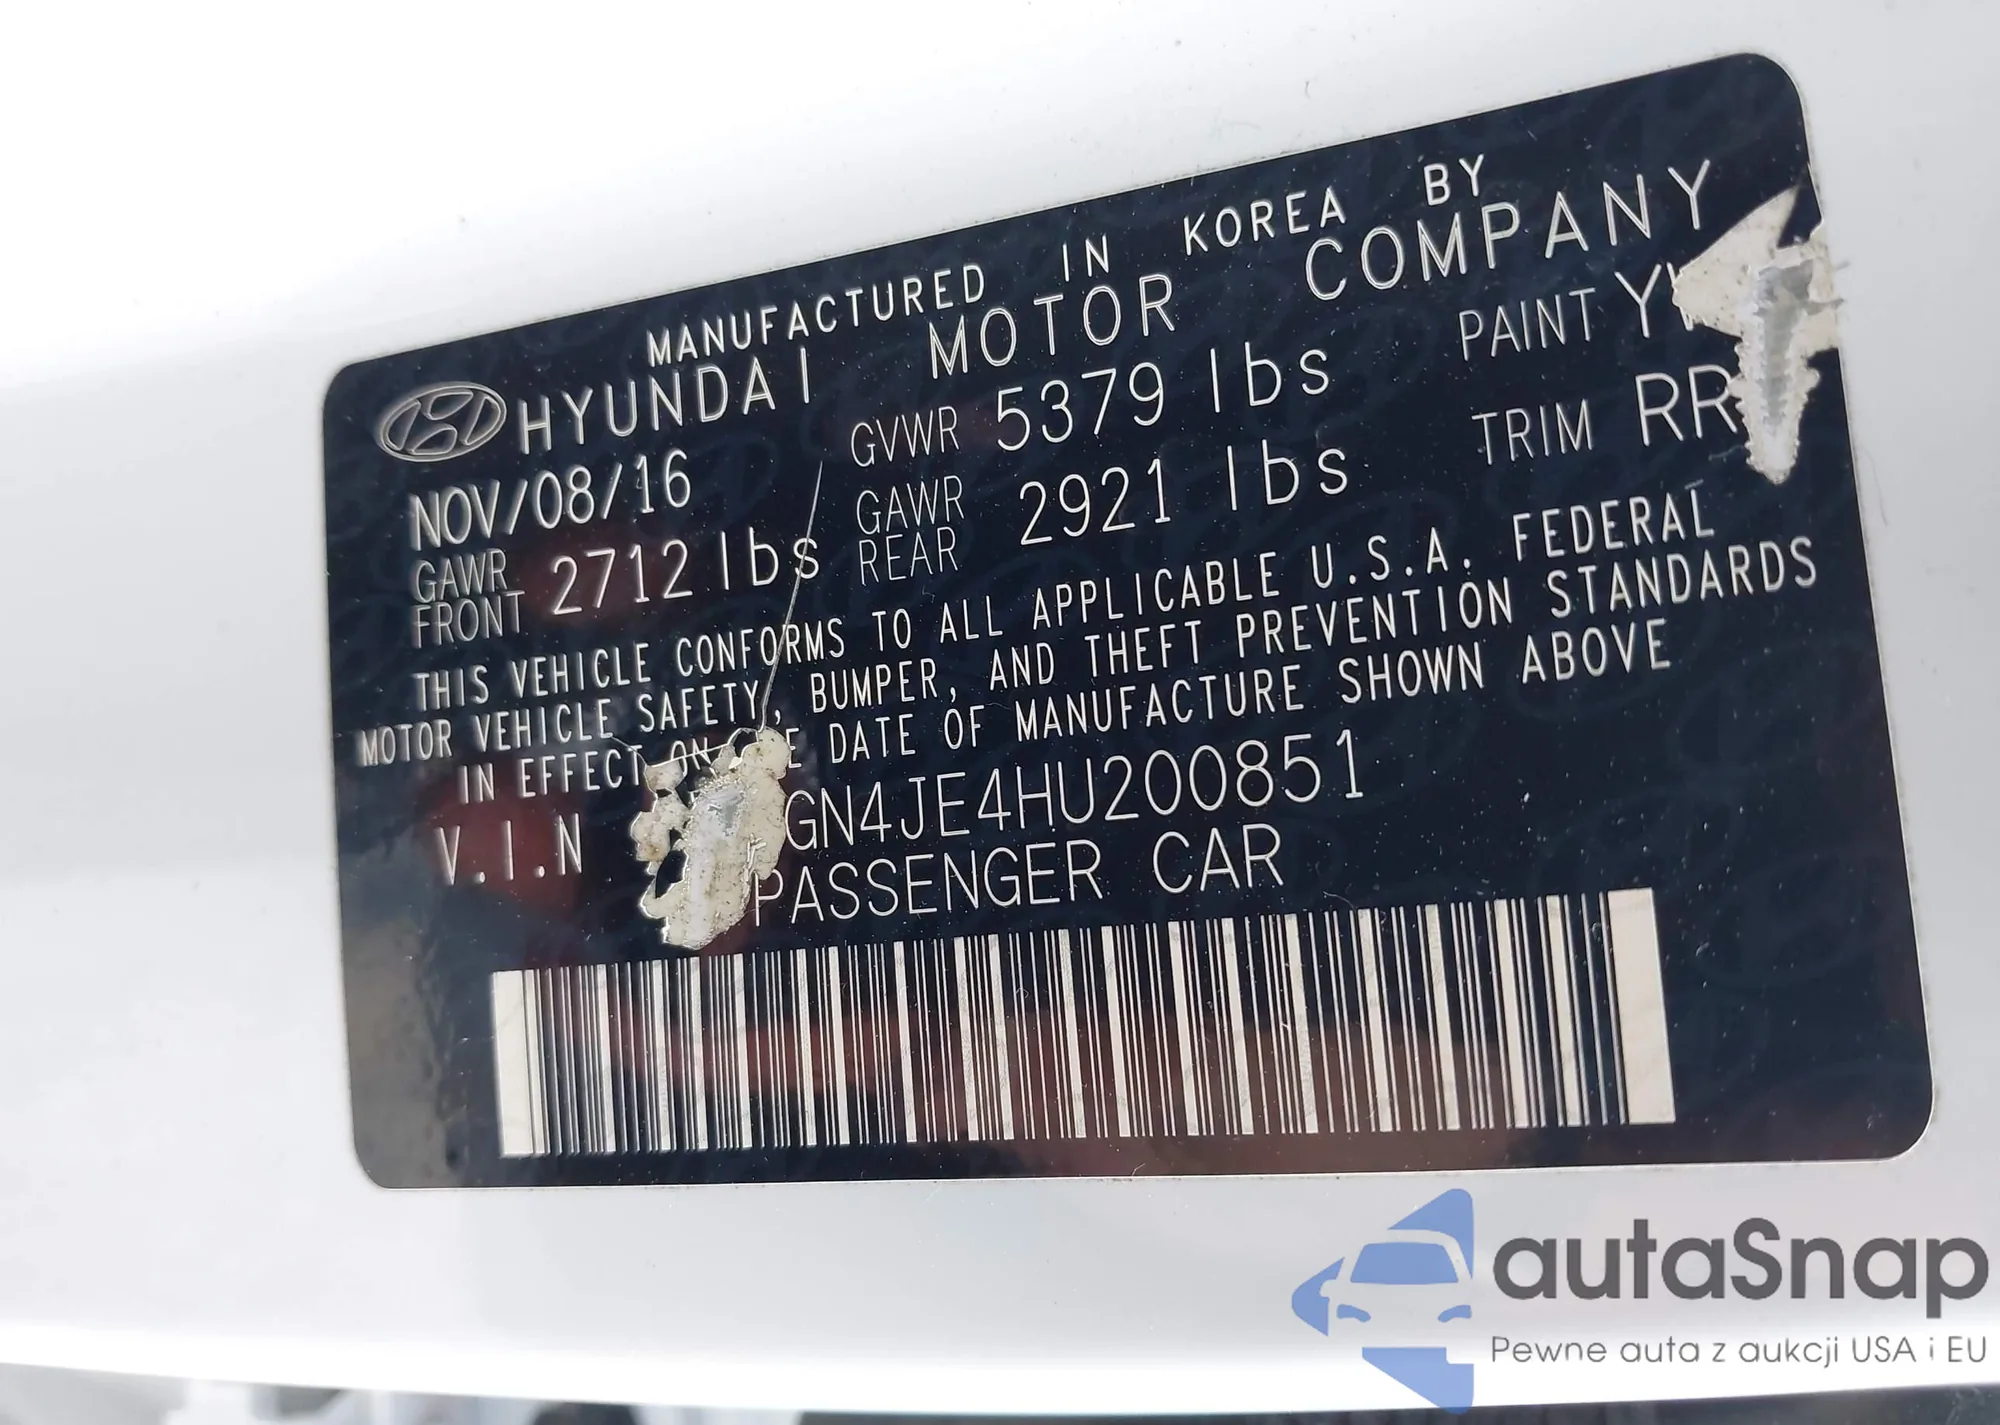 MANUFACTURED IN KOREA BY
HYUNDAI MOTOR COMPANY
NOV/08/16 GVWR 5379 lbs PAINT
GAWR FRONT 2712 lbs GAWR REAR 2921 lbs TRIM RR
THIS VEHICLE CONFORMS TO ALL APPLICABLE U.S.A. FEDERAL
MOTOR VEHICLE SAFETY, BUMPER, AND THEFT PREVENTION STANDARDS
IN EFFECT ON DATE OF MANUFACTURE SHOWN ABOVE
V.I.N GN4JE4HU200851
PASSENGER CAR
autaSnap
Pewne auta z aukcji USA i EU